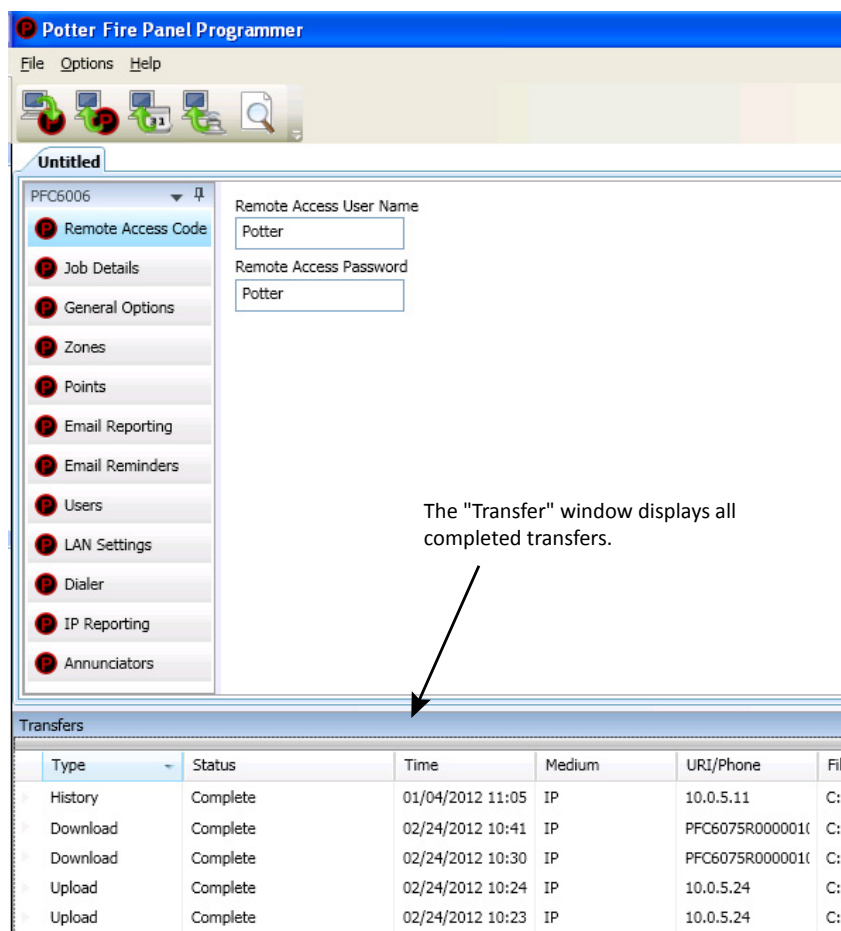 Potter Fire Panel Programmer
File Options Help
31
Untitled
PFC6006
Remote Access Code
Job Details
General Options
Zones
Points
Email Reporting
Email Reminders
Users
LAN Settings
Dialer
IP Reporting
Annunciators
Remote Access User Name
Potter
Remote Access Password
Potter
The "Transfer" window displays all
completed transfers.
Transfers
Type Status Time Medium URI/Phone Fi
History Complete 01/04/2012 11:05 IP 10.0.5.11 C:
Download Complete 02/24/2012 10:41 IP PFC6075R000001( C:
Download Complete 02/24/2012 10:30 IP PFC6075R000001( C:
Upload Complete 02/24/2012 10:24 IP 10.0.5.24 C:
Upload Complete 02/24/2012 10:23 IP 10.0.5.24 C: